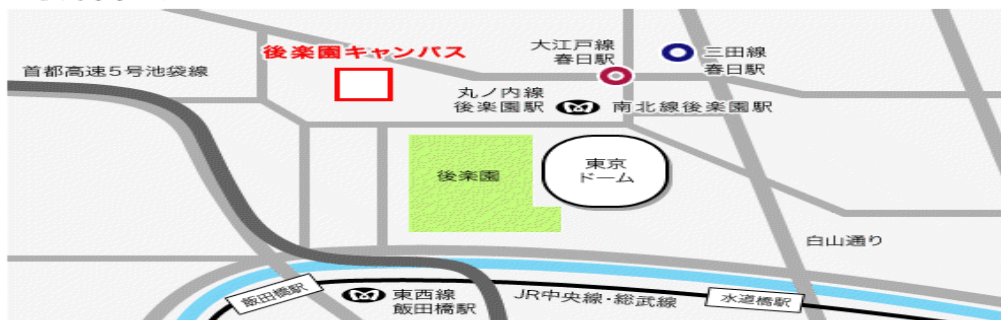 後楽園キャンパス
大江戸線
春日駅
三田線
春日駅
首都高速5号池袋線
丸ノ内線
後楽園駅
南北線後楽園駅
後楽園
東京
ドーム
白山通り
飯田橋駅
東西線
飯田橋駅
JR中央線・総武線
水道橋駅